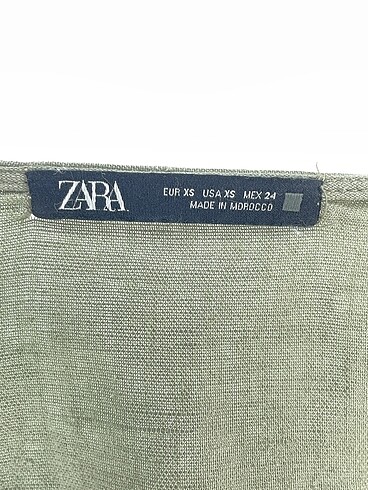 ZARA
EUR XS USA XS MEX 24
MADE IN MOROCCO